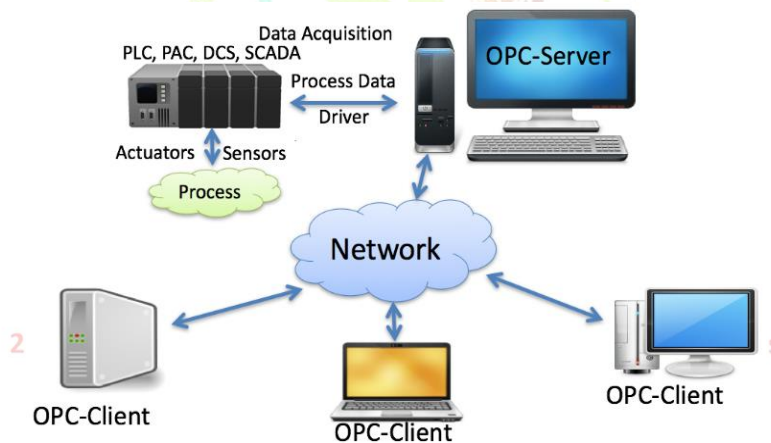 Data Acquisition
PLC, PAC, DCS, SCADA
OPC-Server
Process Data
Driver
Actuators Sensors
Process
Network
2
OPC-Client
OPC-Client
OPC-Client